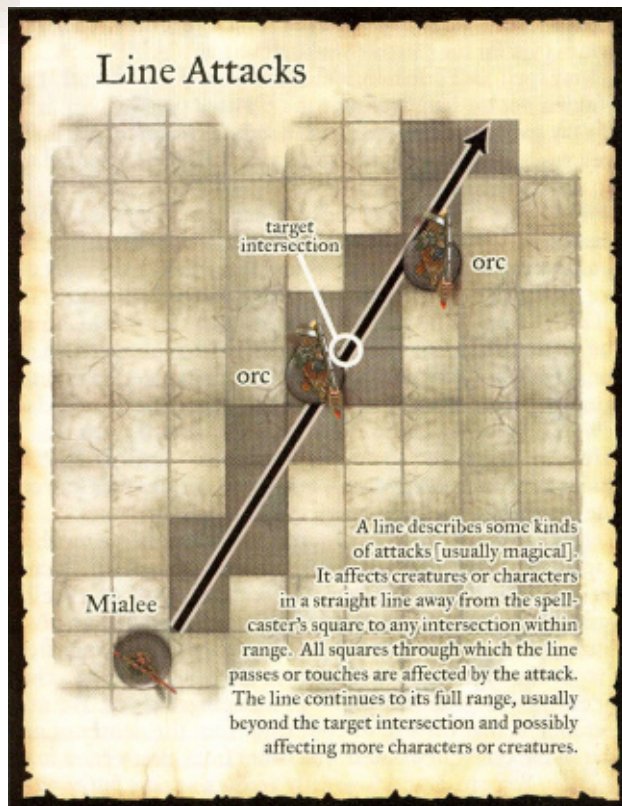 Line Attacks
target
intersection
orc
orc
Mialee
A line describes some kinds
of attacks [usually magical].
It affects creatures or characters
in a straight line away from the spell-
caster's square to any intersection within
range. All squares through which the line
passes or touches are affected by the attack.
The line continues to its full range, usually
beyond the target intersection and possibly
affecting more characters or creatures.